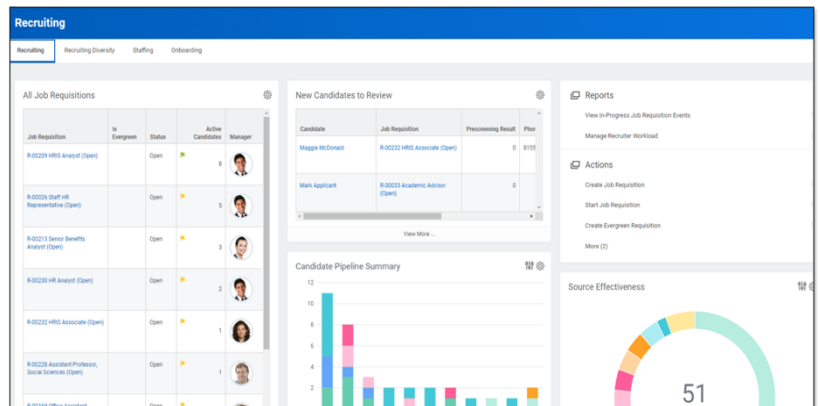 Recruiting
Recruiting Recruiting Diversity Staffing Onboarding
All Job Requisitions
Job Requisition Is Evergreen Status Active Candidates Manager
R-00209 HRIS Analyst (Open) Open 8
R-00026 Staff HR Representative (Open) Open 5
R-00213 Senior Benefits Analyst (Open) Open 3
R-00230 HR Analyst (Open) Open 2
R-00232 HRIS Associate (Open) Open 1
R-00228 Assistant Professor, Social Sciences (Open) Open 1
New Candidates to Review
Candidate Job Requisition Prescreening Result Phor
Maggie McDonald R-00232 HRIS Associate (Open) 0 8155
Mark Applicant R-00033 Academic Advisor (Open) 0
View More ...
Candidate Pipeline Summary
12
10
8
6
4
2
Reports
View In-Progress Job Requisition Events
Manage Recruiter Workload
Actions
Create Job Requisition
Start Job Requisition
Create Evergreen Requisition
More (2)
Source Effectiveness
51